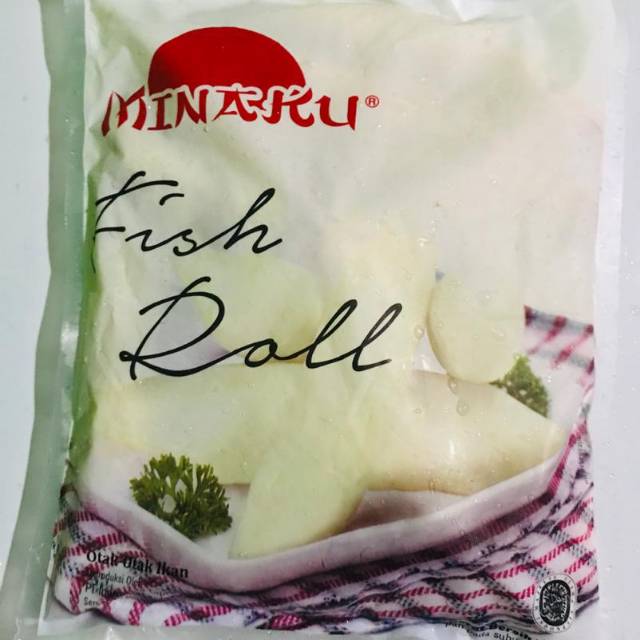 MINAKU®
Fish
Roll
Otak-Otak Ikan